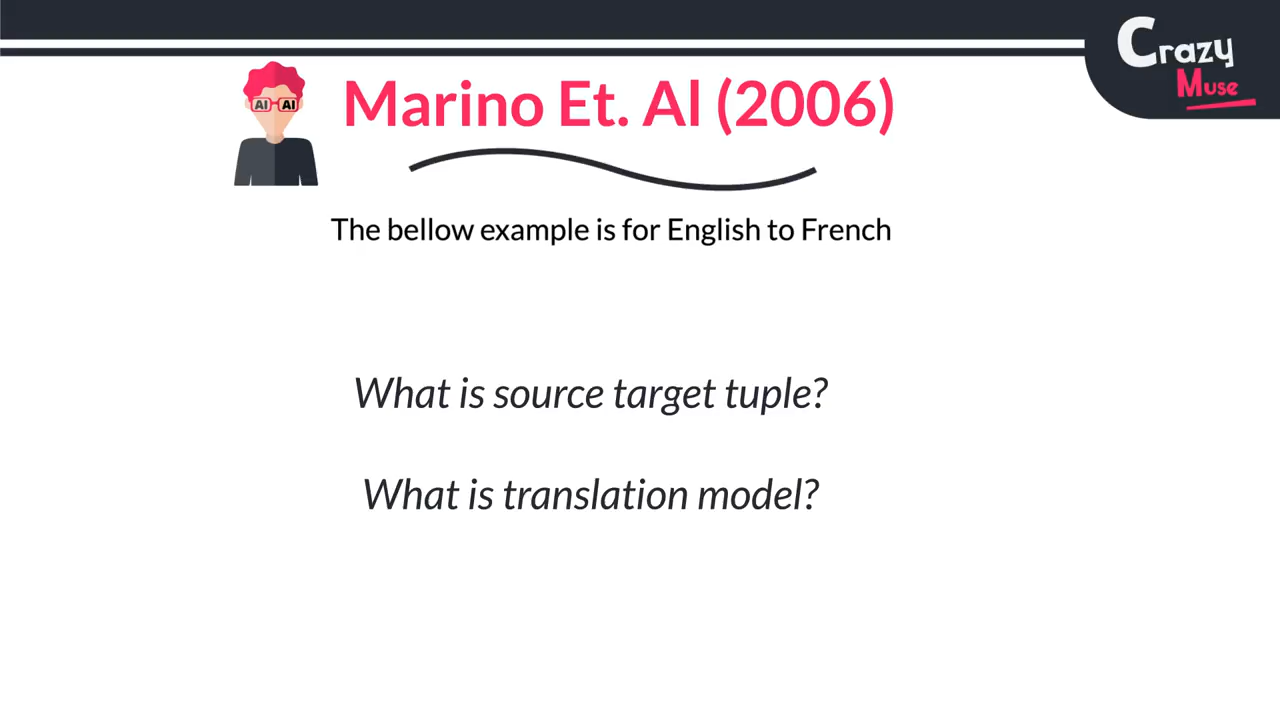 Crazy
Muse
Marino Et. Al (2006)
AI AI
The bellow example is for English to French
What is source target tuple?
What is translation model?